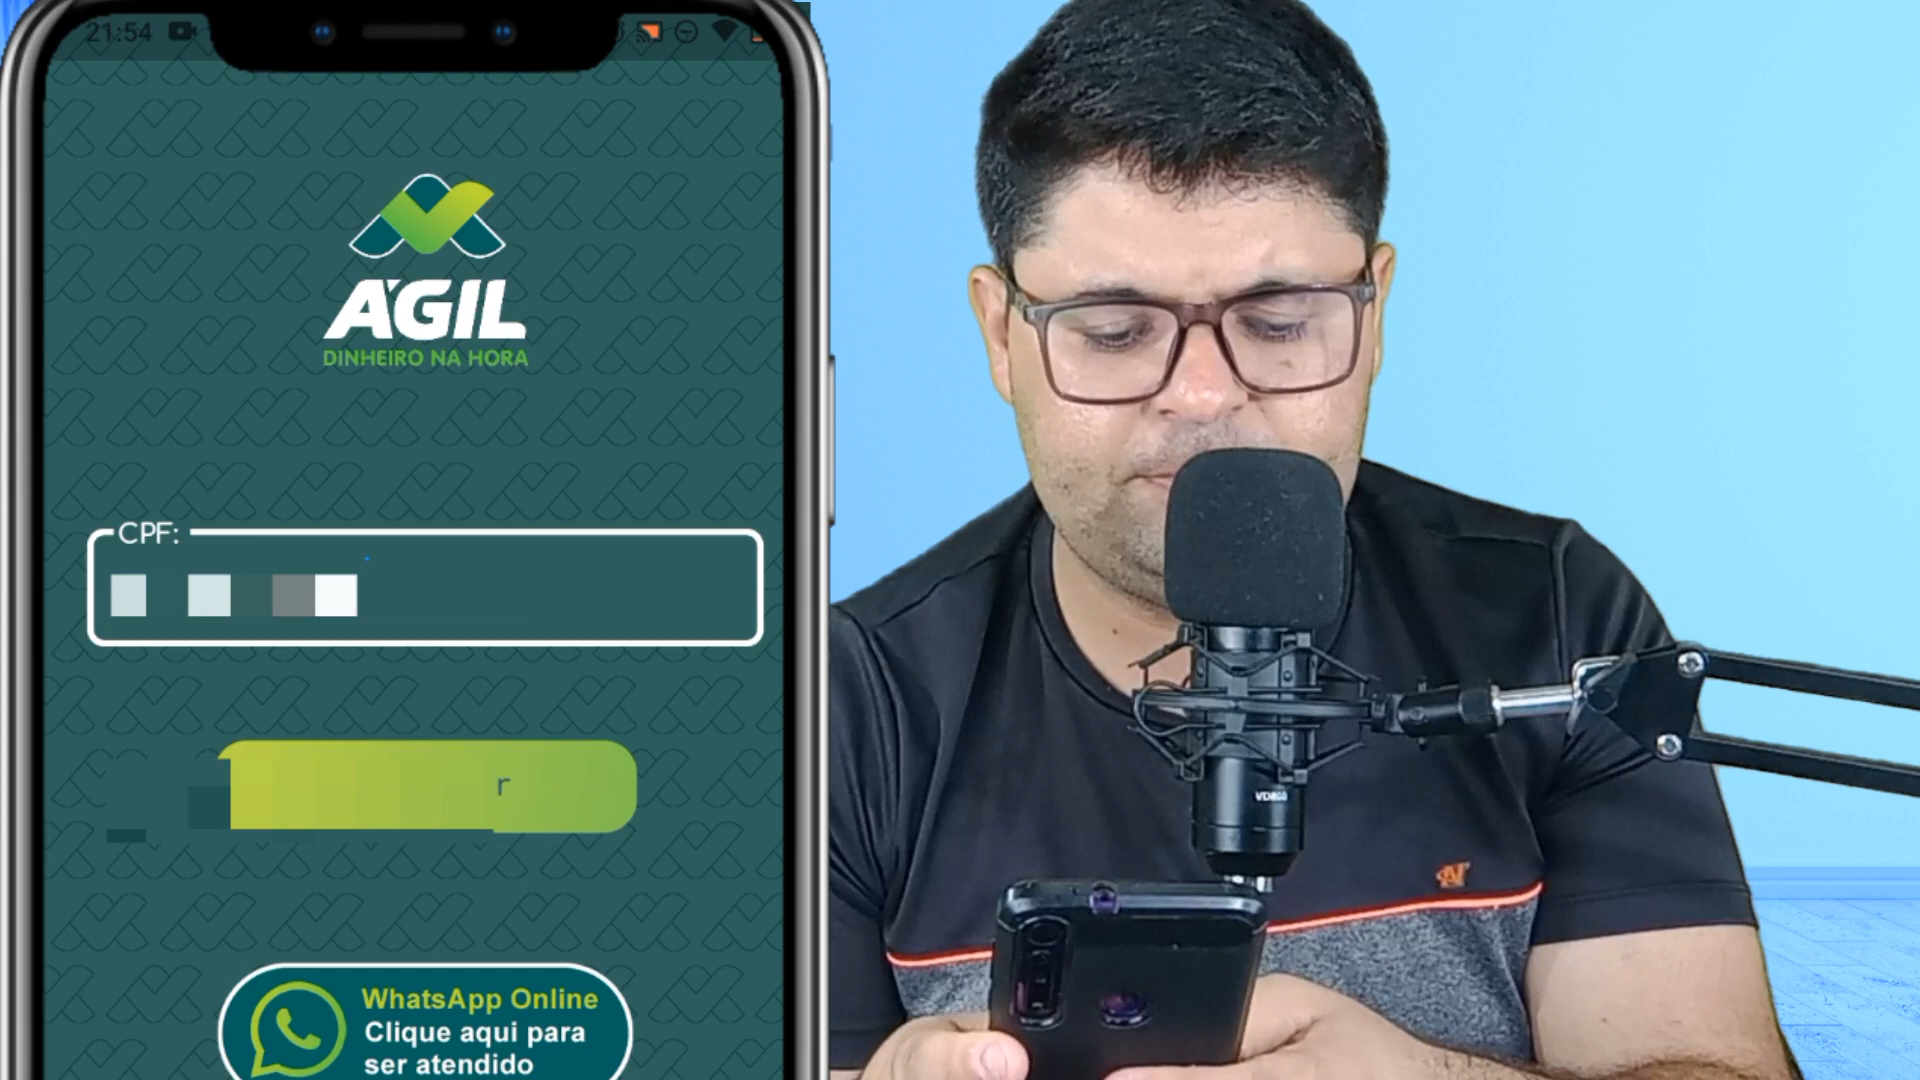 21:54
ÁGIL
DINHEIRO NA HORA
CPF:
r
WhatsApp Online
Clique aqui para
ser atendido